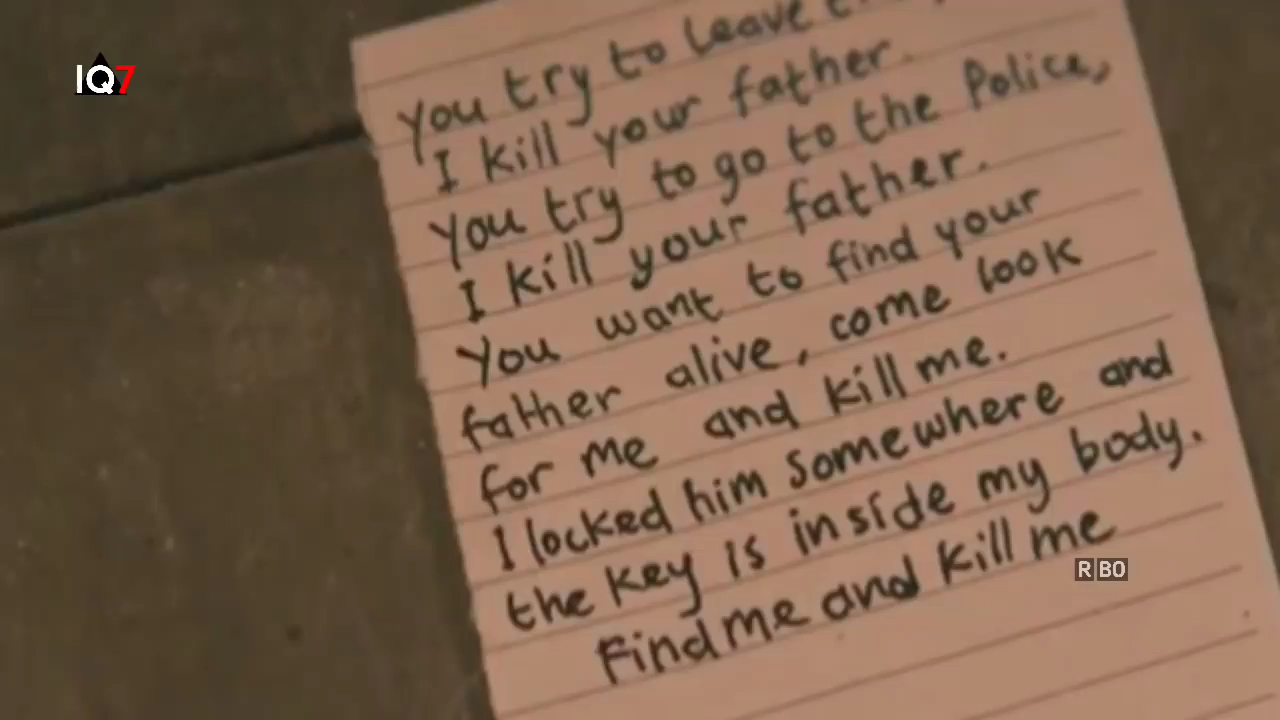 IQ7
You try to leave
I kill your father.
You try to go to the Police,
I kill your father.
You want to find your
father alive, come look
for me and kill me.
I locked him somewhere and
the key is inside my body.
Find me and kill me
R BO